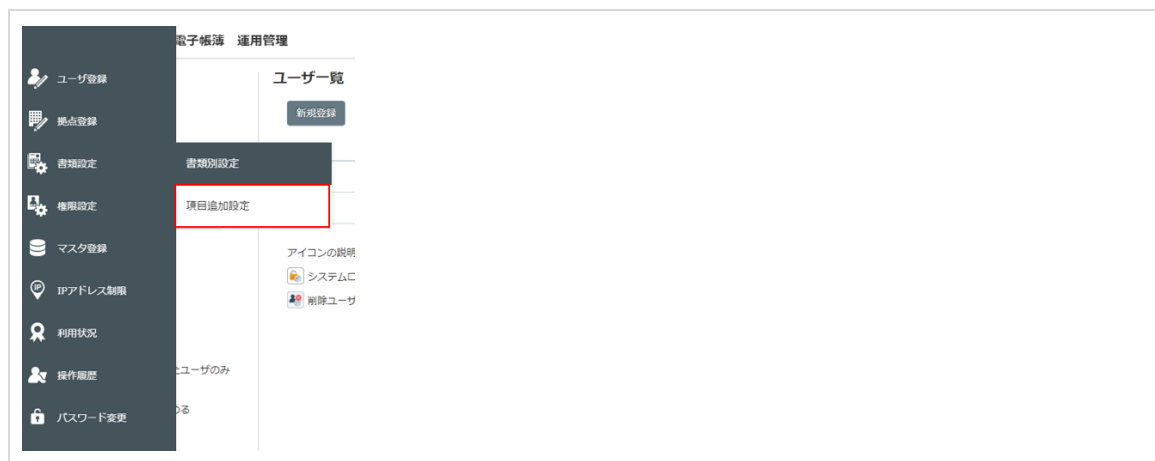 電子帳簿 運用管理
ユーザ登録
拠点登録
書類設定
権限設定
マスタ登録
IPアドレス制限
利用状況
操作履歴
パスワード変更
書類別設定
項目追加設定
ユーザ一覧
新規登録
アイコンの説明
システムロ
削除ユーザ
たユーザのみ
める